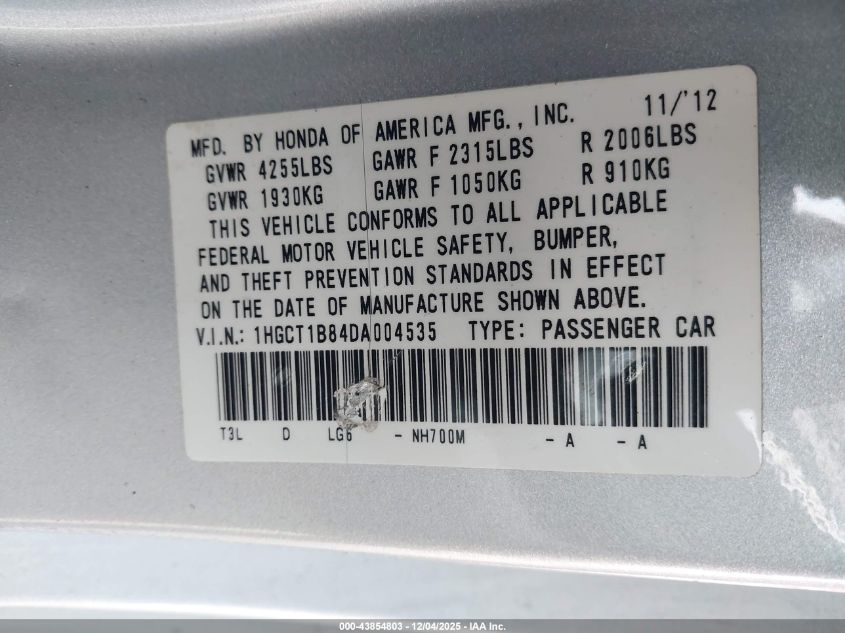 MFD. BY HONDA OF AMERICA MFG., INC. 11/'12
GVWR 4255LBS GAWR F 2315LBS R 2006LBS
GVWR 1930KG GAWR F 1050KG R 910KG
THIS VEHICLE CONFORMS TO ALL APPLICABLE
FEDERAL MOTOR VEHICLE SAFETY, BUMPER,
AND THEFT PREVENTION STANDARDS IN EFFECT
ON THE DATE OF MANUFACTURE SHOWN ABOVE.
V.I.N.: 1HGCT1B84DA004535 TYPE: PASSENGER CAR
T3L D LG6 - NH700M - A - A
000-43854803 - 12/04/2025 - IAA Inc.